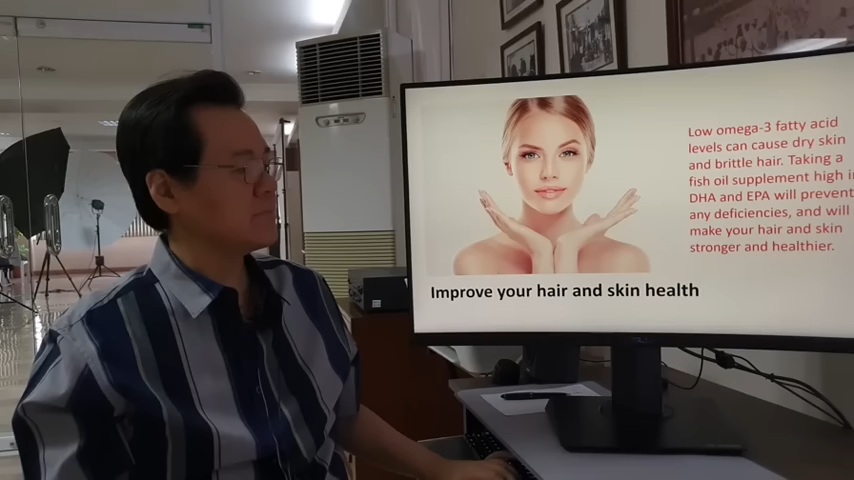 Low omega-3 fatty acid
levels can cause dry skin
and brittle hair. Taking a
fish oil supplement high in
DHA and EPA will prevent
any deficiencies, and will
make your hair and skin
stronger and healthier.
Improve your hair and skin health